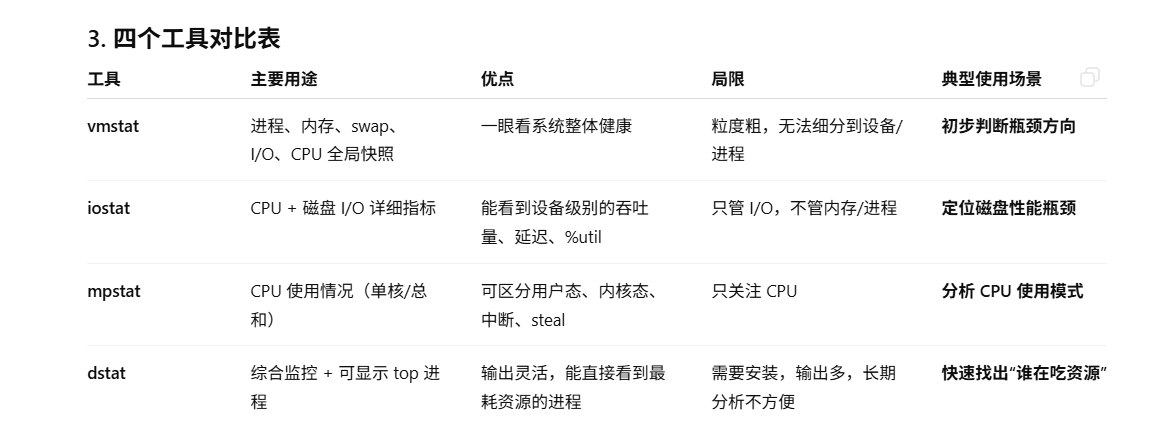 3. 四个工具对比表
工具 主要用途 优点 局限 典型使用场景
vmstat 进程、内存、swap、 一眼看系统整体健康 粒度粗，无法细分到设备/ 初步判断瓶颈方向
I/O、CPU 全局快照 进程
iostat CPU + 磁盘 I/O 详细指标 能看到设备级别的吞吐 只管 I/O，不管内存/进程 定位磁盘性能瓶颈
量、延迟、%util
mpstat CPU 使用情况（单核/总 可区分用户态、内核态、 只关注 CPU 分析 CPU 使用模式
和） 中断、steal
dstat 综合监控 + 可显示 top 进 输出灵活，能直接看到最 需要安装，输出多，长期 快速找出“谁在吃资源”
程 耗资源的进程 分析不方便